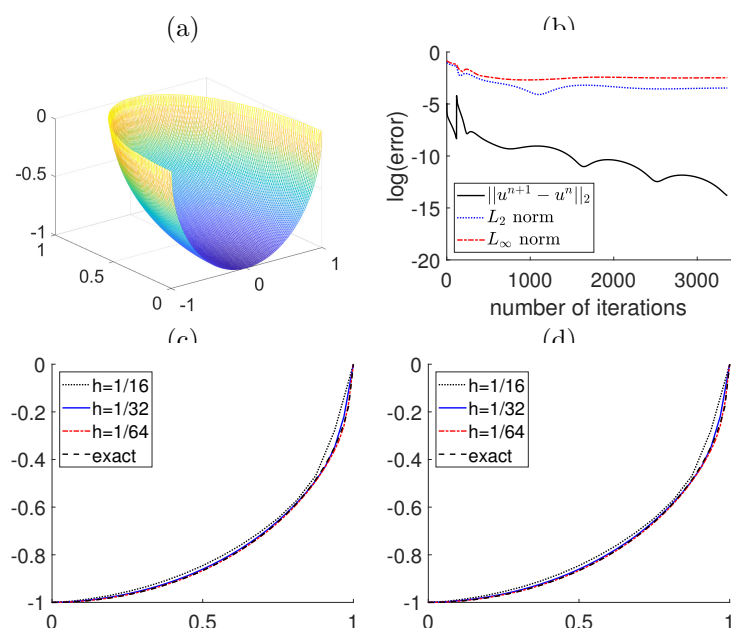 (a)
0
-0.5
-1
1
0.5
0
-1
0
1
(b)
0
-5
-10
-15
-20
log(error)
||u^{n+1} − u^n||_2
L_2 norm
L_∞ norm
0 1000 2000 3000
number of iterations
(c)
0
-0.2
-0.4
-0.6
-0.8
-1
h=1/16
h=1/32
h=1/64
exact
0 0.5 1
(d)
0
-0.2
-0.4
-0.6
-0.8
-1
h=1/16
h=1/32
h=1/64
exact
0 0.5 1